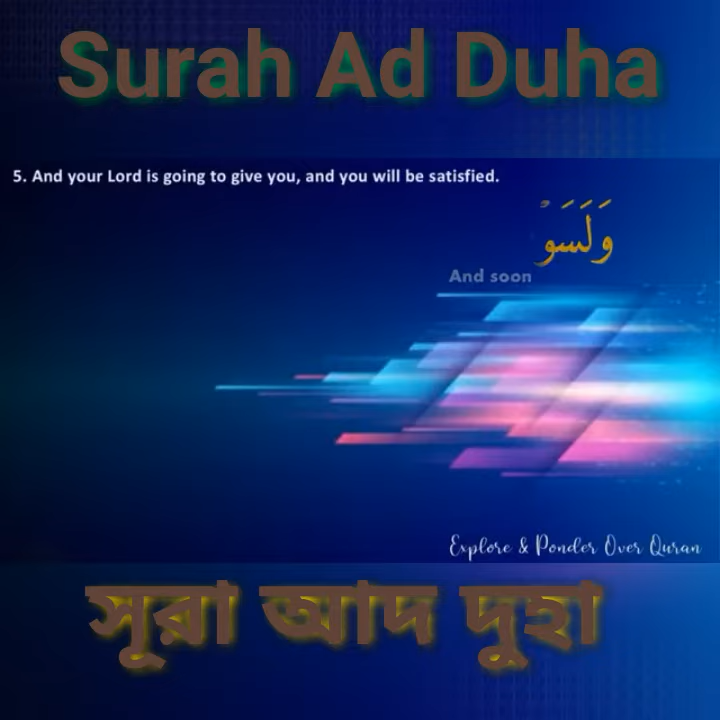 Surah Ad Duha
5. And your Lord is going to give you, and you will be satisfied.
وَلَسَو
And soon
Explore & Ponder Over Quran
সূরা আদ দুহা